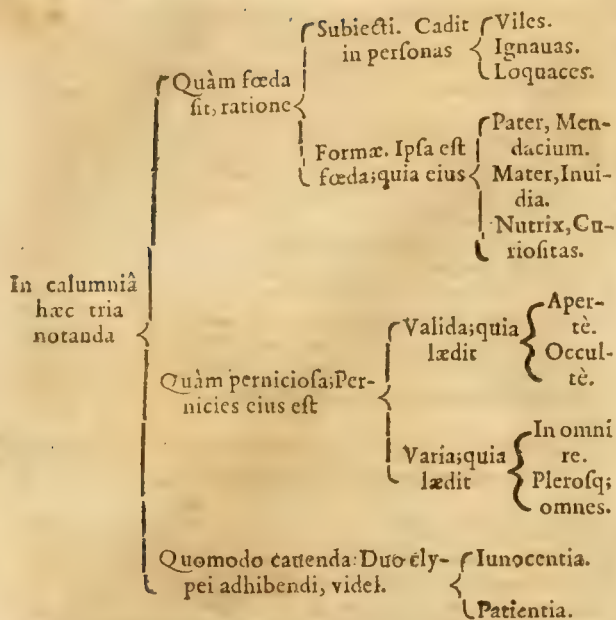 Subiecti. Cadit
in perſonas
Viles.
Ignauas.
Loquaces.
Quàm fœda
ſit, ratione
Formæ. Ipſa eſt
fœda; quia eius
Pater, Men-
dacium.
Mater, Inui-
dia.
Nutrix, Cu-
rioſitas.
In calumniâ
hæc tria
notanda
Quàm pernicioſa; Per-
nicies eius eſt
Valida; quia
lædit
Aper-
tè.
Occul-
tè.
Varia; quia
lædit
In omni
re.
Pleroſq;
omnes.
Quomodo cauenda: Duo cly-
pei adhibendi, videl.
Iunocentia.
Patientia.